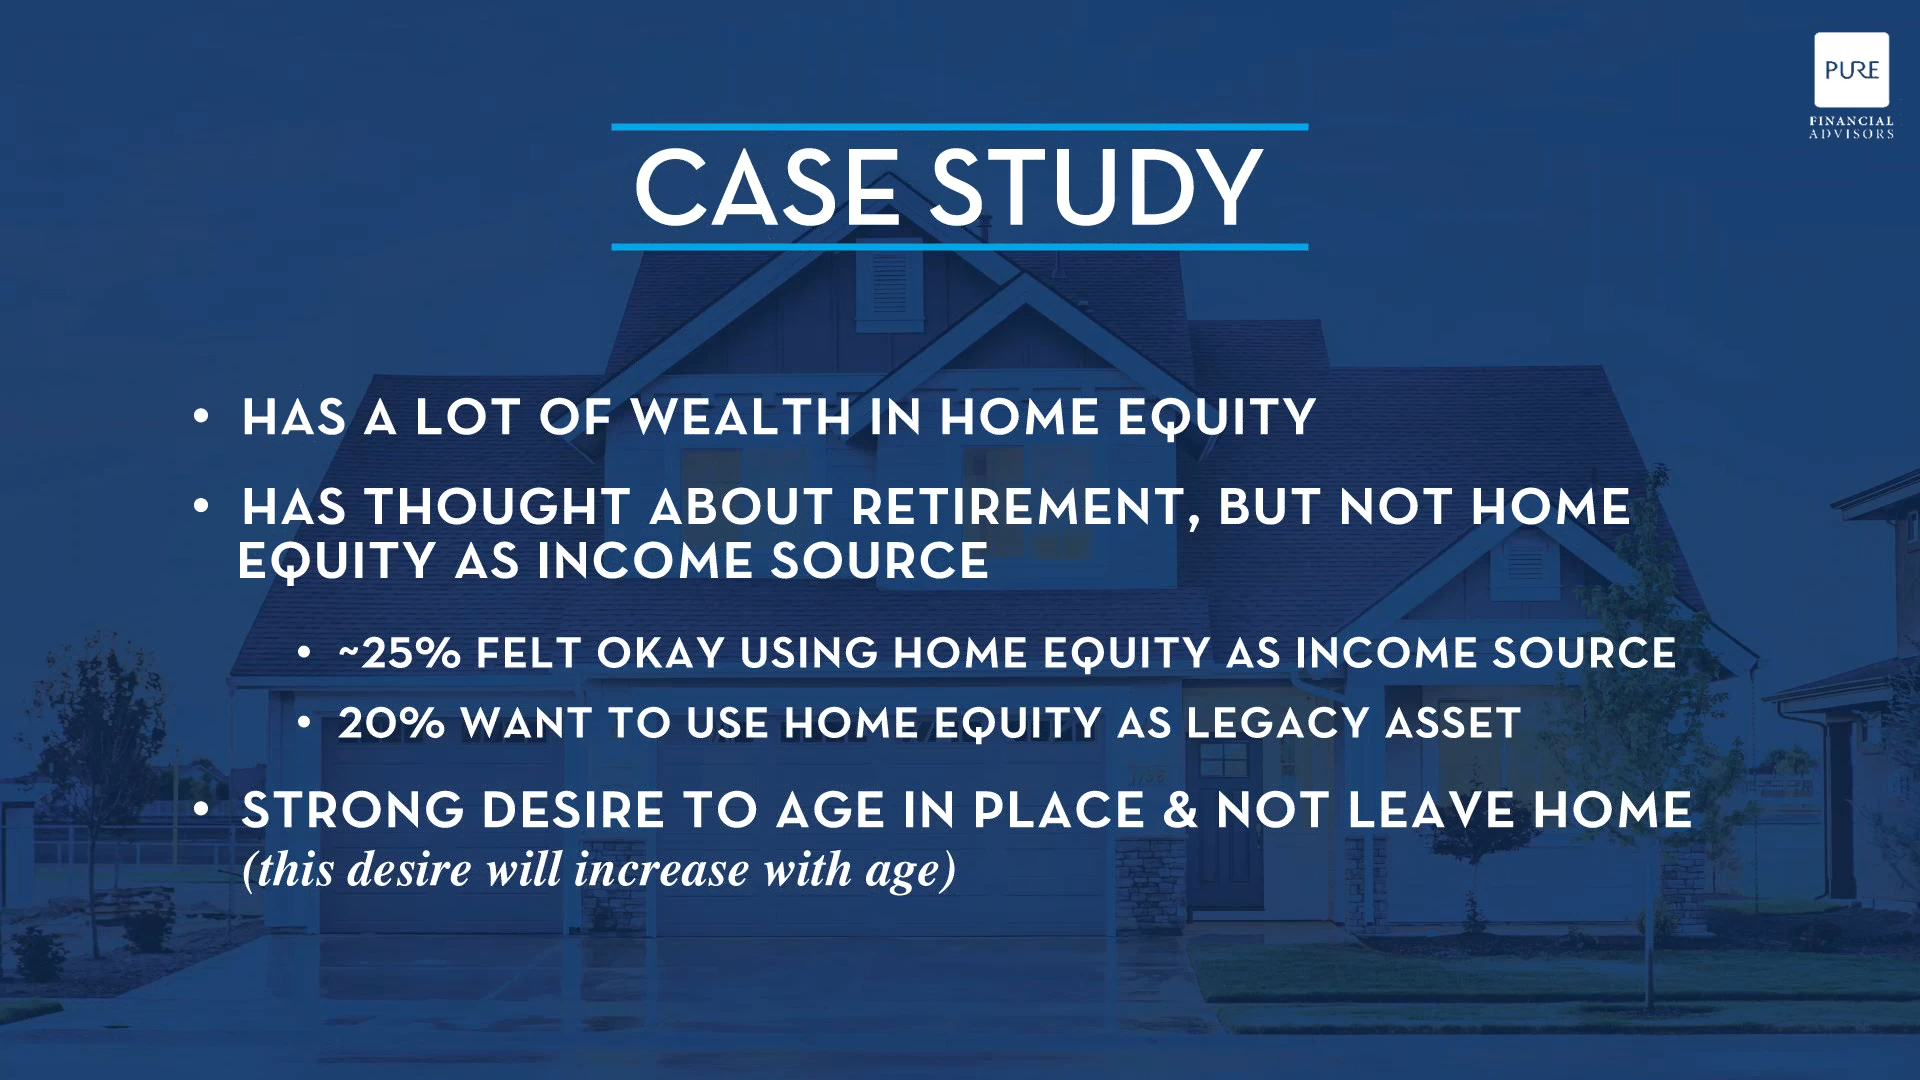 PURE
FINANCIAL
ADVISORS
CASE STUDY
• HAS A LOT OF WEALTH IN HOME EQUITY
• HAS THOUGHT ABOUT RETIREMENT, BUT NOT HOME
EQUITY AS INCOME SOURCE
• ~25% FELT OKAY USING HOME EQUITY AS INCOME SOURCE
• 20% WANT TO USE HOME EQUITY AS LEGACY ASSET
• STRONG DESIRE TO AGE IN PLACE & NOT LEAVE HOME
(this desire will increase with age)